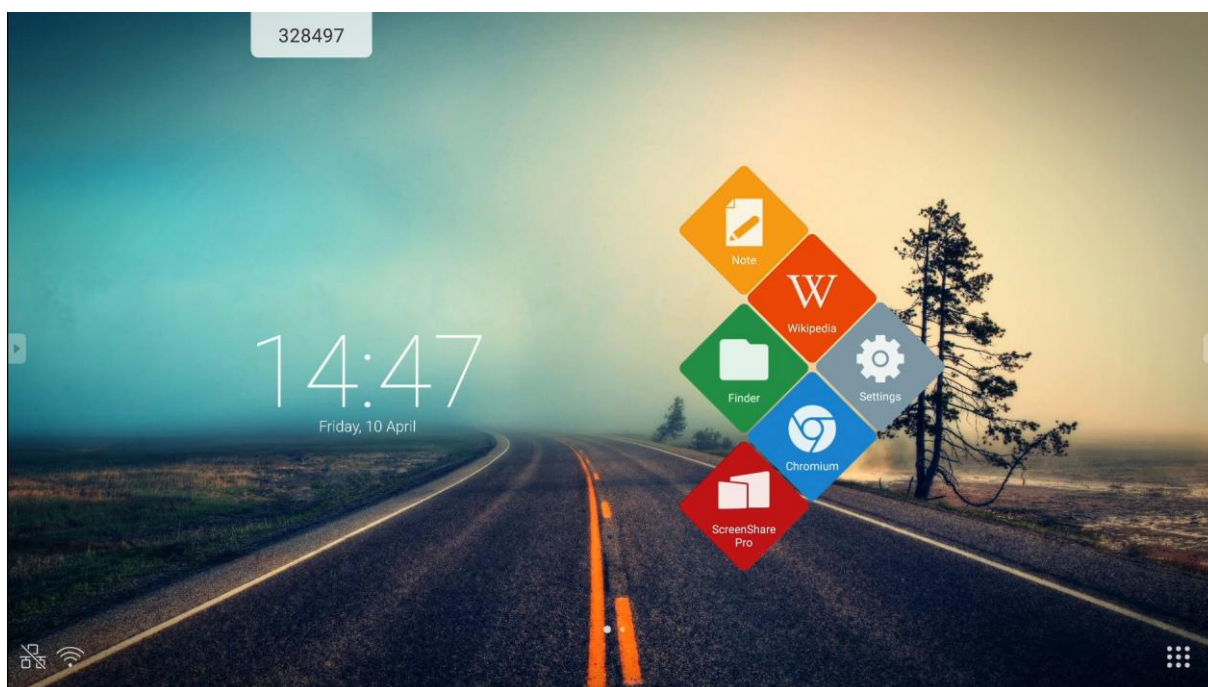 328497
14:47
Friday, 10 April
Note
W
Wikipedia
Finder
Settings
Chromium
ScreenShare
Pro